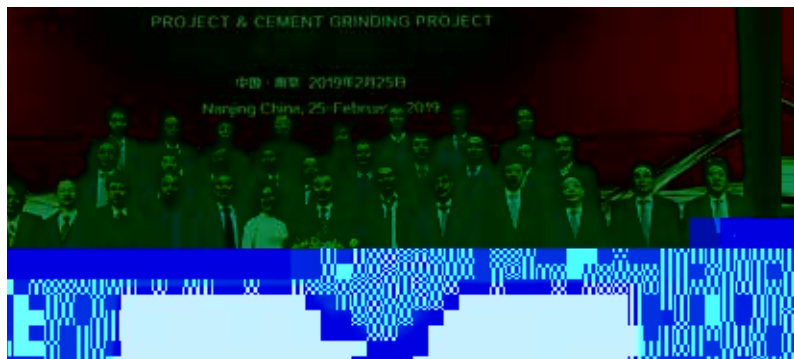 PROJECT & CEMENT GRINDING PROJECT
中国 · 南京 2019年2月25日
Nanjing China, 25 February 2019